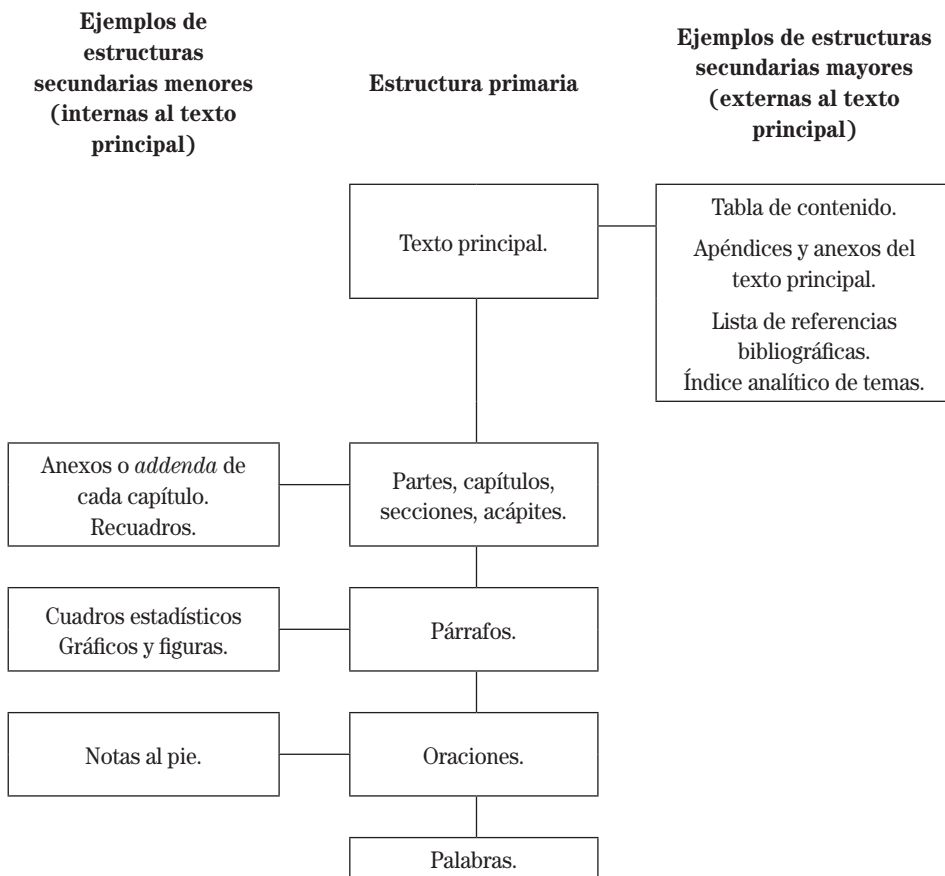 Ejemplos de
estructuras
secundarias menores
(internas al texto
principal)
Estructura primaria
Ejemplos de estructuras
secundarias mayores
(externas al texto
principal)
Texto principal.
Tabla de contenido.
Apéndices y anexos del
texto principal.
Lista de referencias
bibliográficas.
Índice analítico de temas.
Anexos o addenda de
cada capítulo.
Recuadros.
Partes, capítulos,
secciones, acápites.
Cuadros estadísticos
Gráficos y figuras.
Párrafos.
Notas al pie.
Oraciones.
Palabras.